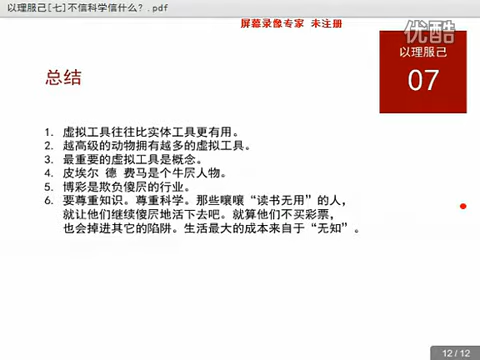 以理服己[七]不信科学信什么？.pdf
屏幕录像专家 未注册
优酷
以理服己
07
总结
1. 虚拟工具往往比实体工具更有用。
2. 越高级的动物拥有越多的虚拟工具。
3. 最重要的虚拟工具是概念。
4. 皮埃尔 德 费马是个牛屄人物。
5. 博彩是欺负傻屄的行业。
6. 要尊重知识。尊重科学。那些嚷嚷“读书无用”的人，
就让他们继续傻屄地活下去吧。就算他们不买彩票，
也会掉进其它的陷阱。生活最大的成本来自于“无知”。
12 / 12